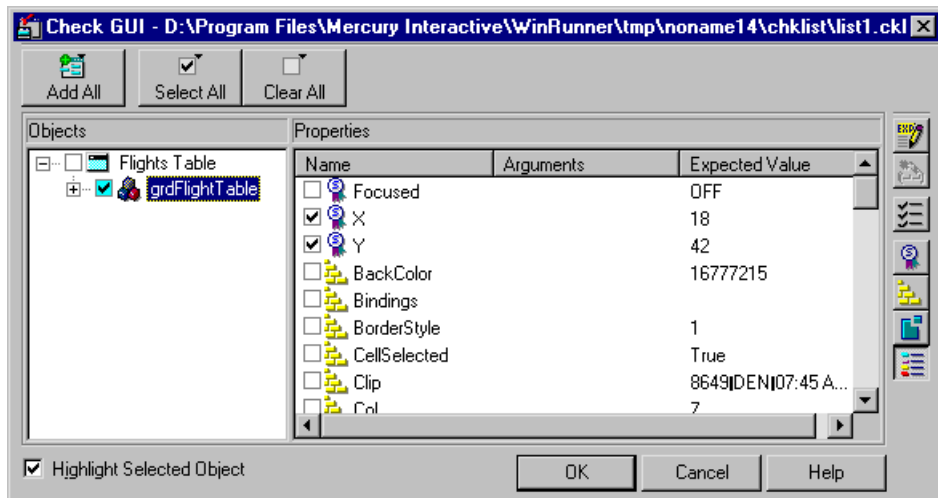 Check GUI - D:\Program Files\Mercury Interactive\WinRunner\tmp\noname14\chklist\list1.ckl
Add All Select All Clear All
Objects Properties
Flights Table
grdFlightTable
Name Arguments Expected Value
Focused OFF
X 18
Y 42
BackColor 16777215
Bindings
BorderStyle 1
CellSelected True
Clip 8649|DEN|07:45 A...
Col 7
EXP
Highlight Selected Object OK Cancel Help